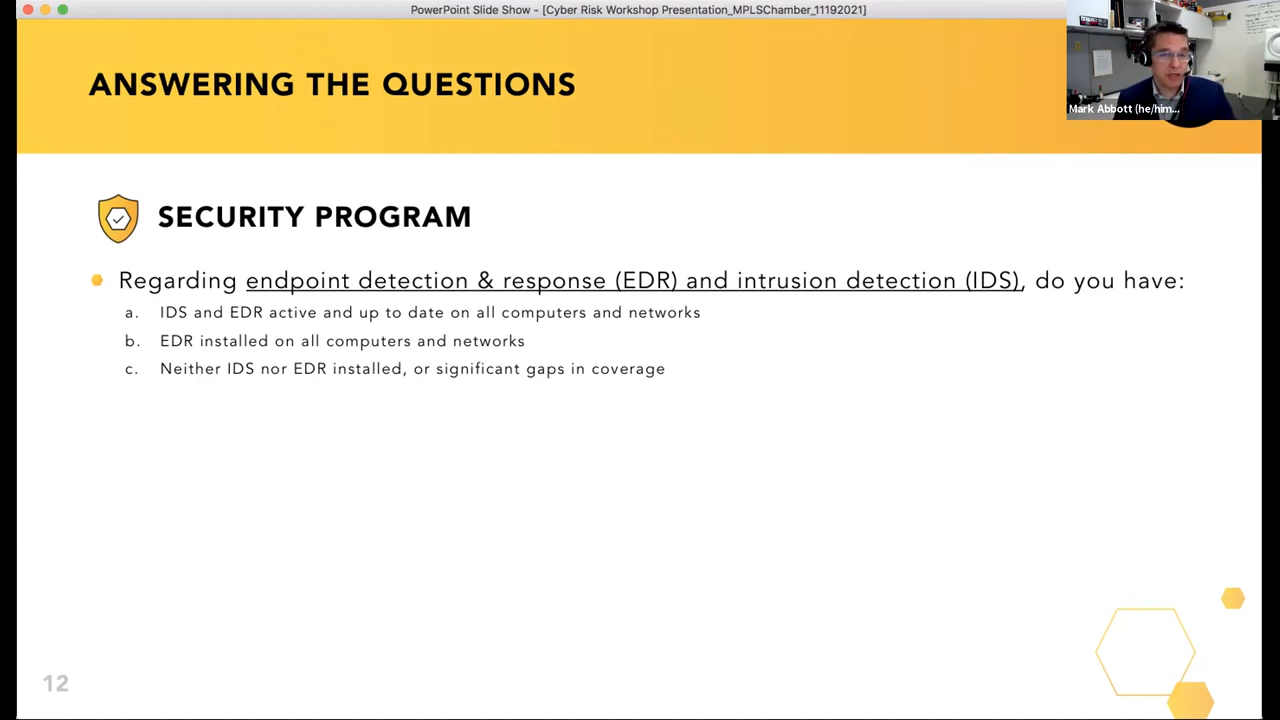 PowerPoint Slide Show - [Cyber Risk Workshop Presentation_MPLSChamber_11192021]
ANSWERING THE QUESTIONS
Mark Abbott (he/him...
SECURITY PROGRAM
Regarding endpoint detection & response (EDR) and intrusion detection (IDS), do you have:
a. IDS and EDR active and up to date on all computers and networks
b. EDR installed on all computers and networks
c. Neither IDS nor EDR installed, or significant gaps in coverage
12